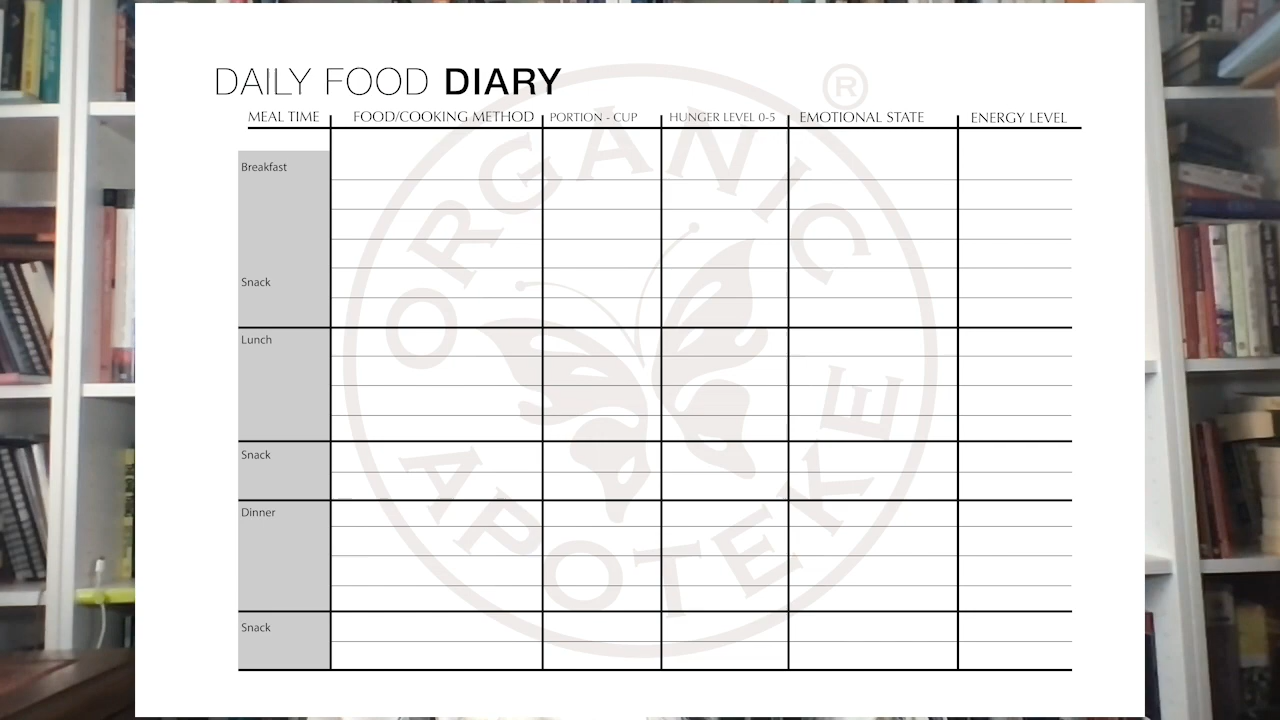 DAILY FOOD DIARY
®
MEAL TIME FOOD/COOKING METHOD PORTION - CUP HUNGER LEVEL 0-5 EMOTIONAL STATE ENERGY LEVEL
ORGANIC
Breakfast
Snack
Lunch
Snack
Dinner
Snack
APOTEKE